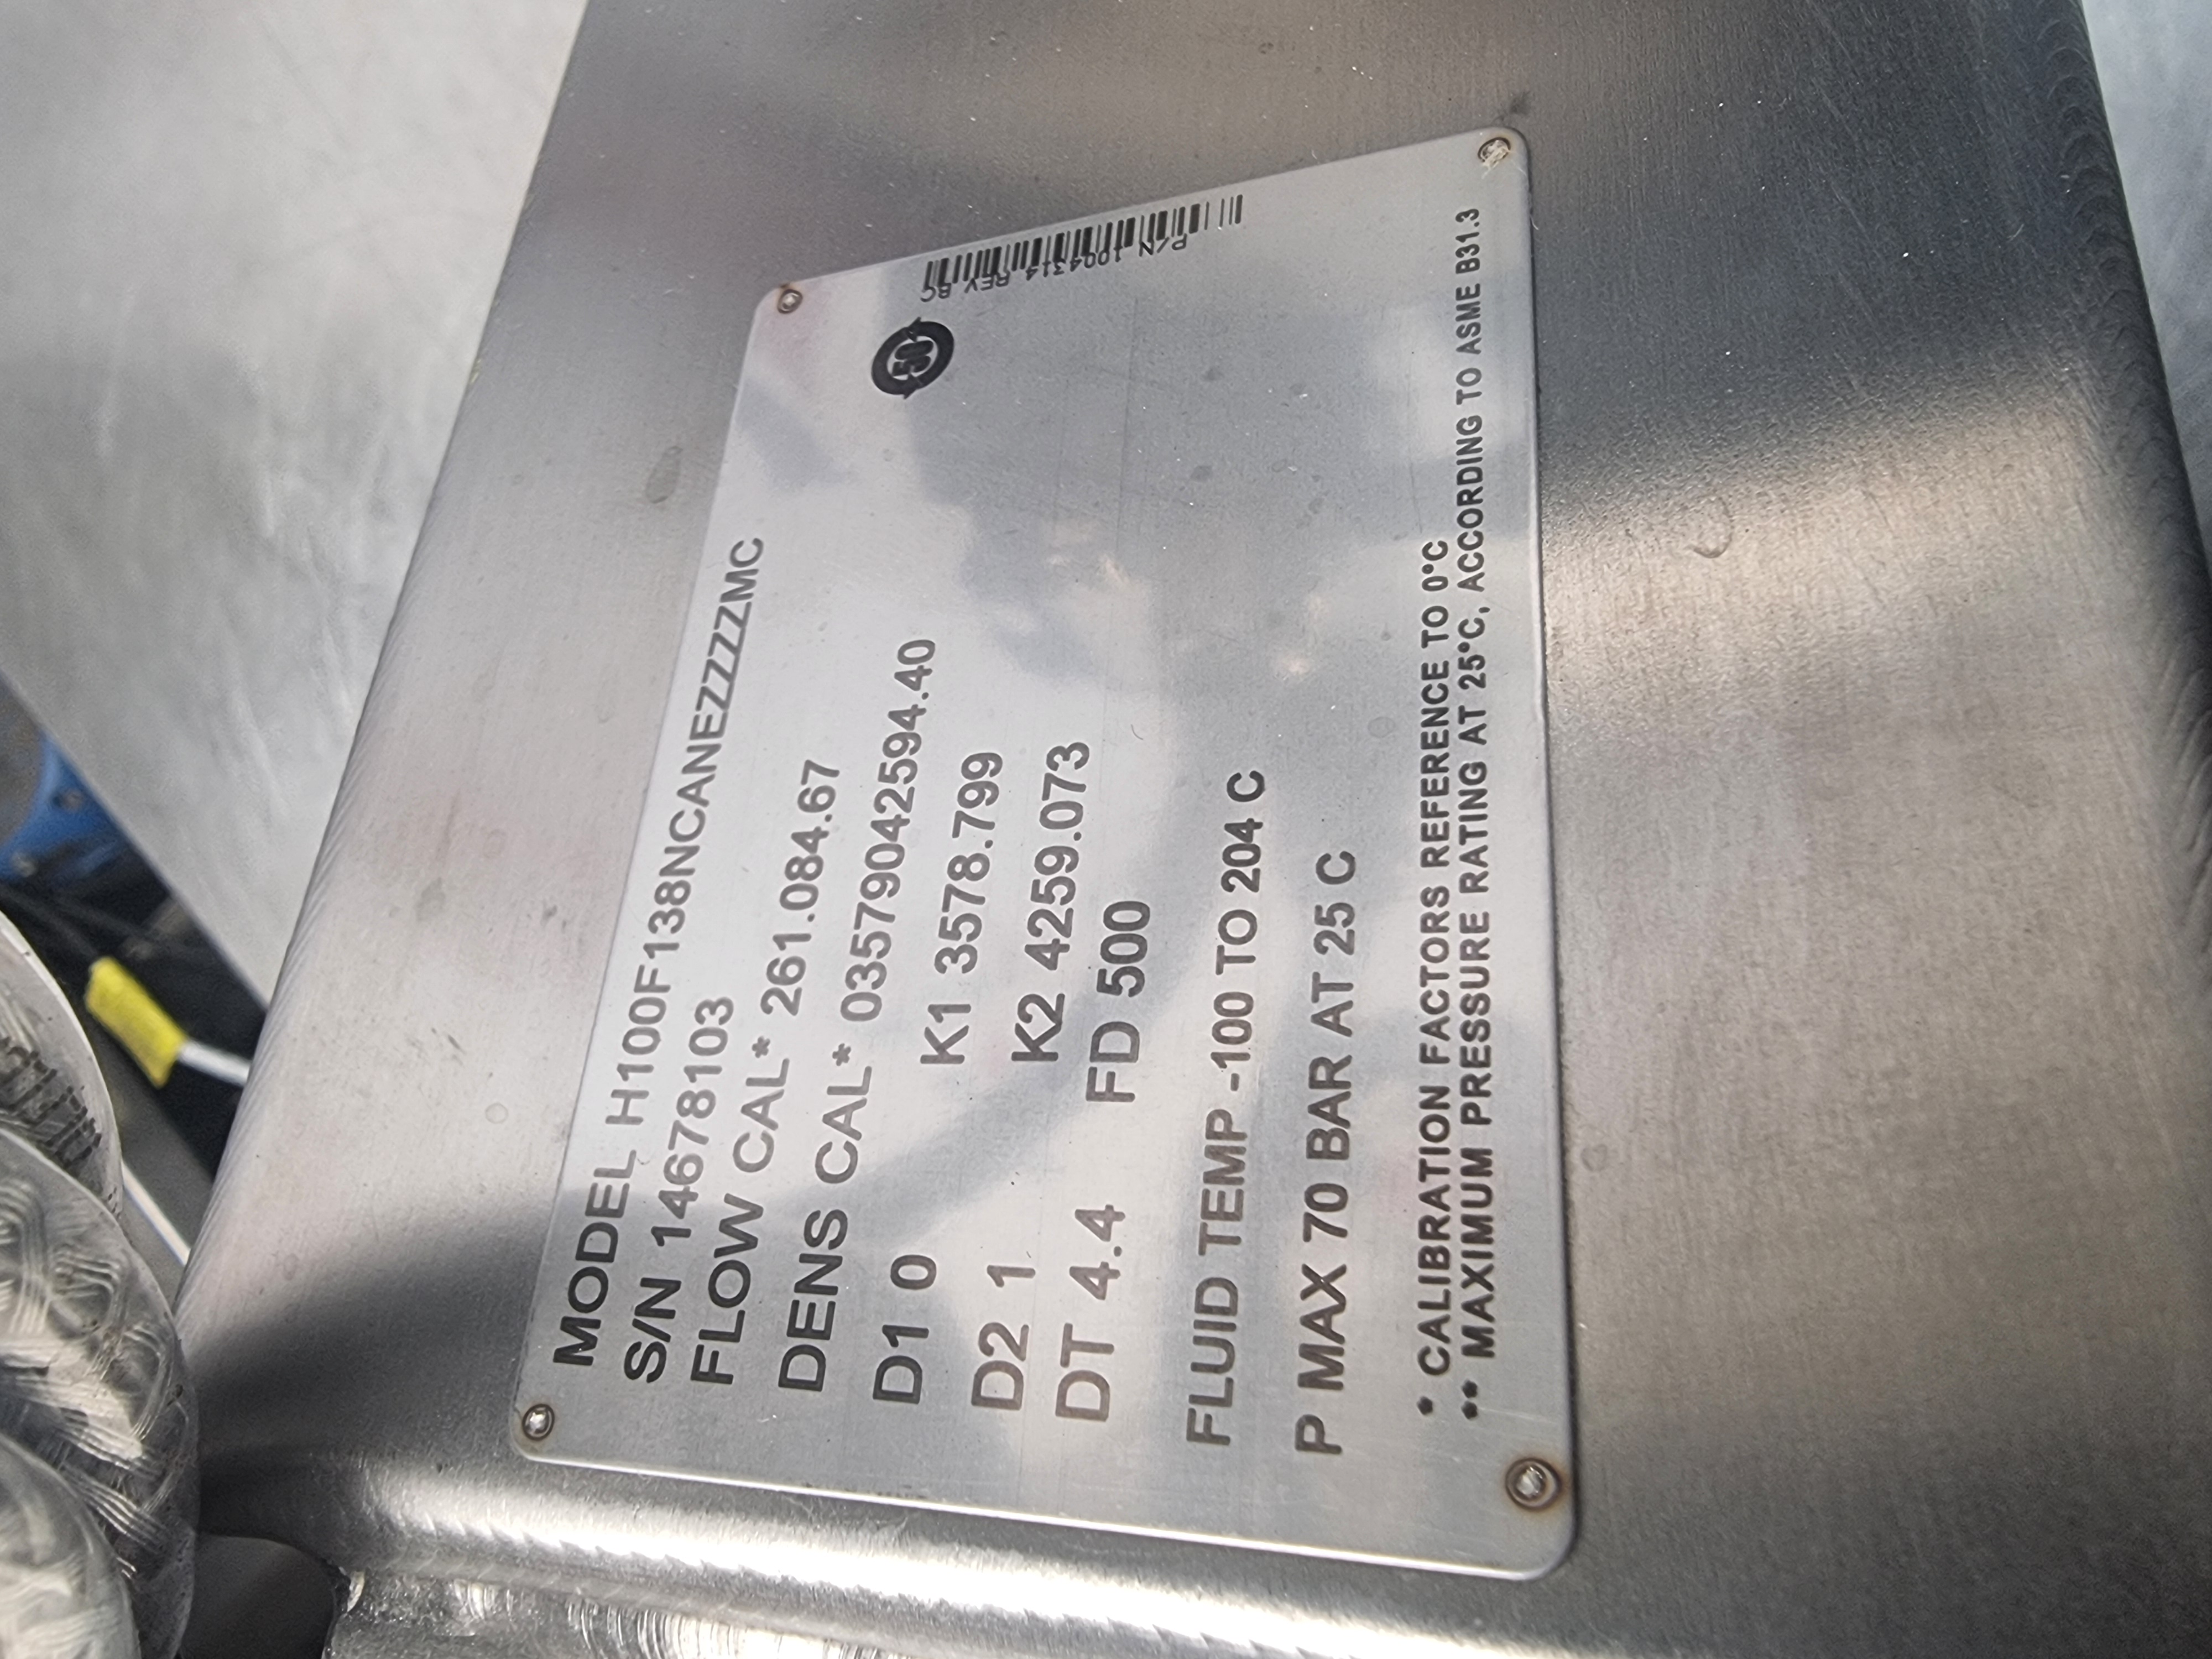 MODEL H100F138NCANEZZZZMC
S/N 14678103
FLOW CAL* 261.084.67
DENS CAL* 03579042594.40
D1 0 K1 3578.799
D2 1 K2 4259.073
DT 4.4 FD 500
FLUID TEMP -100 TO 204 C
P MAX 70 BAR AT 25 C
* CALIBRATION FACTORS REFERENCE TO 0°C
** MAXIMUM PRESSURE RATING AT 25°C, ACCORDING TO ASME B31.3
50
P/N 1004314 REV BC